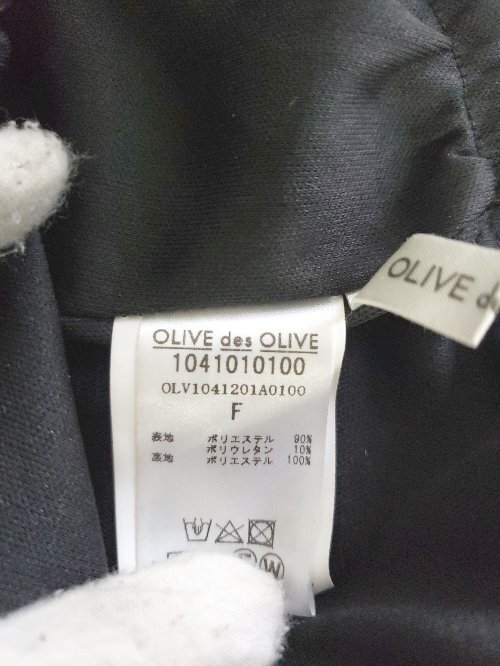 OLIVE des OLIVE
1041010100
OLV1041201A0100
F
表地 ポリエステル 90%
ポリウレタン 10%
裏地 ポリエステル 100%
OLIVE d
W